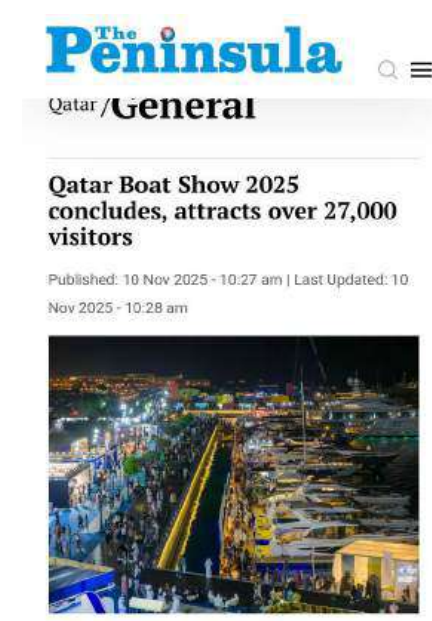 The
Peninsula
Qatar /General
Qatar Boat Show 2025
concludes, attracts over 27,000
visitors
Published: 10 Nov 2025 - 10:27 am | Last Updated: 10
Nov 2025 - 10:28 am